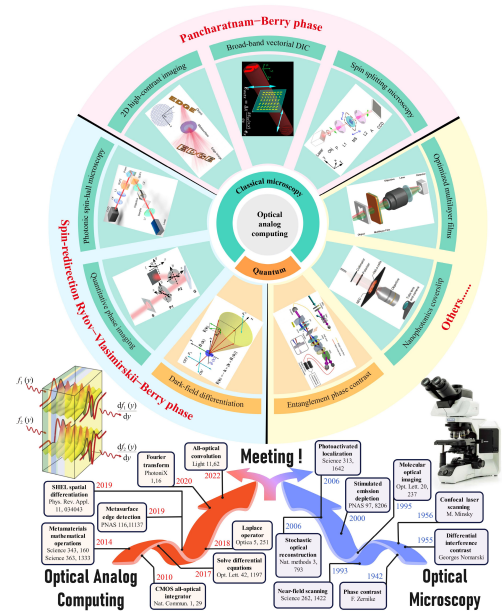 Pancharatnam−Berry phase
Broad-band vectorial DIC
2D high-contrast imaging
Spin splitting microscopy
EDGE
EDGE
Photonic spin-hall microscopy
Optimized multilayer films
Classical microscopy
Optical
analog
computing
Quantum
Spin-redirection Rytov−Vlasimirskii−Berry phase
Quantitative phase imaging
Nanophotonics coverslip
Others......
Dark-field differentiation
Entanglement phase contrast
f₁ (y)
df₁ (y)
dy
f₂ (y)
df₂ (y)
dy
Meeting !
All-optical
convolution
Light 11,62
2022
Fourier
transform
PhotoniX
1,16
2020
2019
SHEL spatial
differentiation
Phys. Rev. Appl.
11, 034043
2019
Metasurface
edge detection
PNAS 116,11137
Metamaterials
mathematical
operations
Science 343, 160
Science 363, 1333
2014
2018
Laplace operator
Optica 5, 251
2017
Solve differential
equations
Opt. Lett. 42, 1197
2010
CMOS all-optical
integrator
Nat. Commun. 1, 29
Optical Analog
Computing
Photoactivated
localization
Science 313,
1642
2006
Stimulated
emission
depletion
PNAS 97, 8206
2000
Molecular
optical
imaging
Opt. Lett. 20,
237
1995
Confocal laser
scanning
M. Minsky
1956
2006
Stochastic
optical
reconstruction
Nat. methods 3,
793
1955
Differential
interference
contrast
Georges Nomarski
1993
Near-field scanning
Science 262, 1422
1942
Phase contrast
F. Zernike
Optical
Microscopy